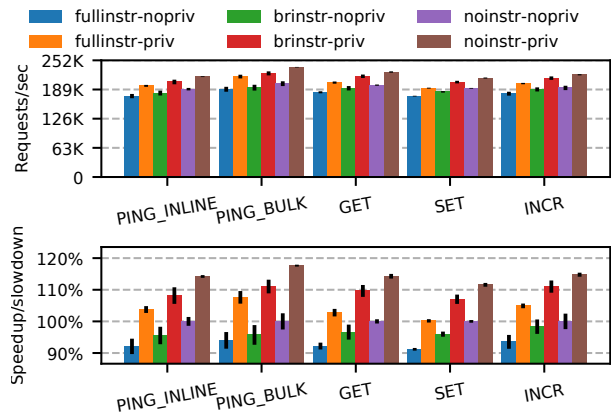 fullinstr-nopriv brinstr-nopriv noinstr-nopriv
fullinstr-priv brinstr-priv noinstr-priv
Requests/sec
252K
189K
126K
63K
0
PING_INLINE PING_BULK GET SET INCR
Speedup/slowdown
120%
110%
100%
90%
PING_INLINE PING_BULK GET SET INCR